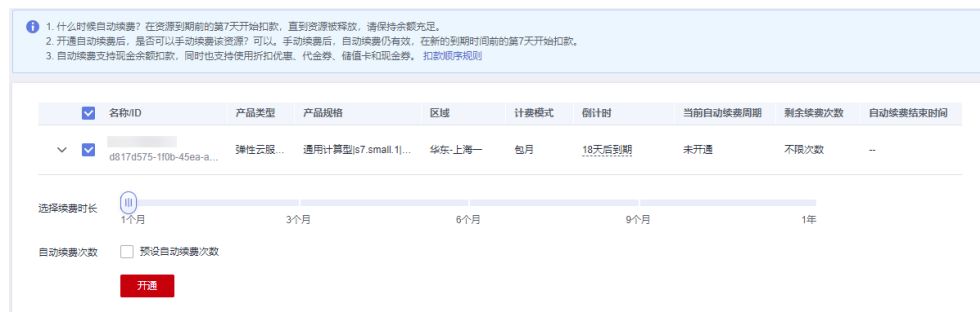 1. 什么时候自动续费？在资源到期前的第7天开始扣款，直到资源被释放，请保持余额充足。
2. 开通自动续费后，是否可以手动续费该资源？可以。手动续费后，自动续费仍有效，在新的到期时间前的第7天开始扣款。
3. 自动续费支持现金余额扣款，同时也支持使用折扣优惠、代金券、储值卡和现金券。 扣款顺序规则
名称/ID 产品类型 产品规格 区域 计费模式 倒计时 当前自动续费周期 剩余续费次数 自动续费结束时间
d817d575-1f0b-45ea-a... 弹性云服... 通用计算型|s7.small.1|... 华东-上海一 包月 18天后到期 未开通 不限次数 --
选择续费时长
1个月 3个月 6个月 9个月 1年
自动续费次数 预设自动续费次数
开通